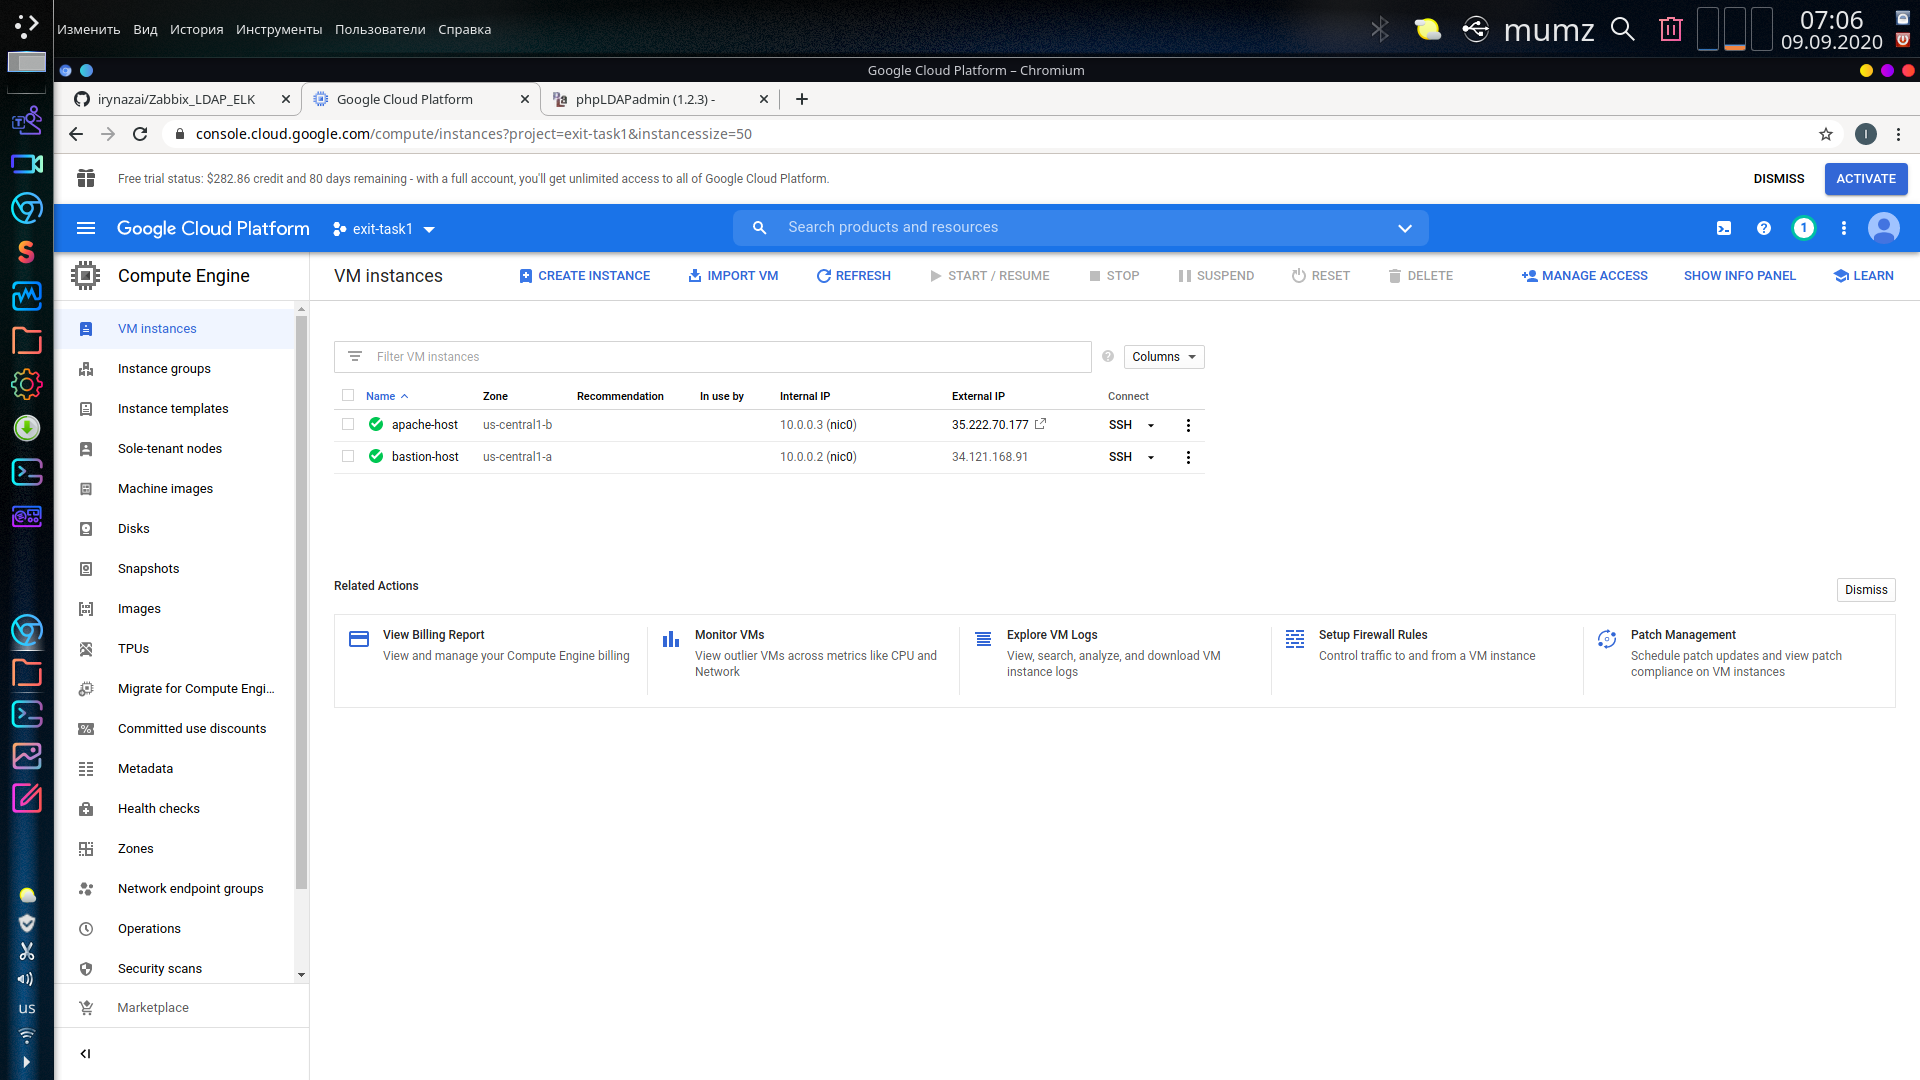 Изменить Вид История Инструменты Пользователи Справка
mumz
07:06
09.09.2020
Google Cloud Platform – Chromium
irynazai/Zabbix_LDAP_ELK
Google Cloud Platform
phpLDAPadmin (1.2.3) -
console.cloud.google.com/compute/instances?project=exit-task1&instancessize=50
I
Free trial status: $282.86 credit and 80 days remaining - with a full account, you'll get unlimited access to all of Google Cloud Platform.
DISMISS
ACTIVATE
Google Cloud Platform
exit-task1
Search products and resources
1
Compute Engine
VM instances
CREATE INSTANCE
IMPORT VM
REFRESH
START / RESUME
STOP
SUSPEND
RESET
DELETE
MANAGE ACCESS
SHOW INFO PANEL
LEARN
VM instances
Instance groups
Instance templates
Sole-tenant nodes
Machine images
Disks
Snapshots
Images
TPUs
Migrate for Compute Engi...
Committed use discounts
Metadata
Health checks
Zones
Network endpoint groups
Operations
Security scans
Marketplace
Filter VM instances
Columns
Name Zone Recommendation In use by Internal IP External IP Connect
apache-host us-central1-b 10.0.0.3 (nic0) 35.222.70.177 SSH
bastion-host us-central1-a 10.0.0.2 (nic0) 34.121.168.91 SSH
Related Actions
Dismiss
View Billing Report
View and manage your Compute Engine billing
Monitor VMs
View outlier VMs across metrics like CPU and
Network
Explore VM Logs
View, search, analyze, and download VM
instance logs
Setup Firewall Rules
Control traffic to and from a VM instance
Patch Management
Schedule patch updates and view patch
compliance on VM instances
us